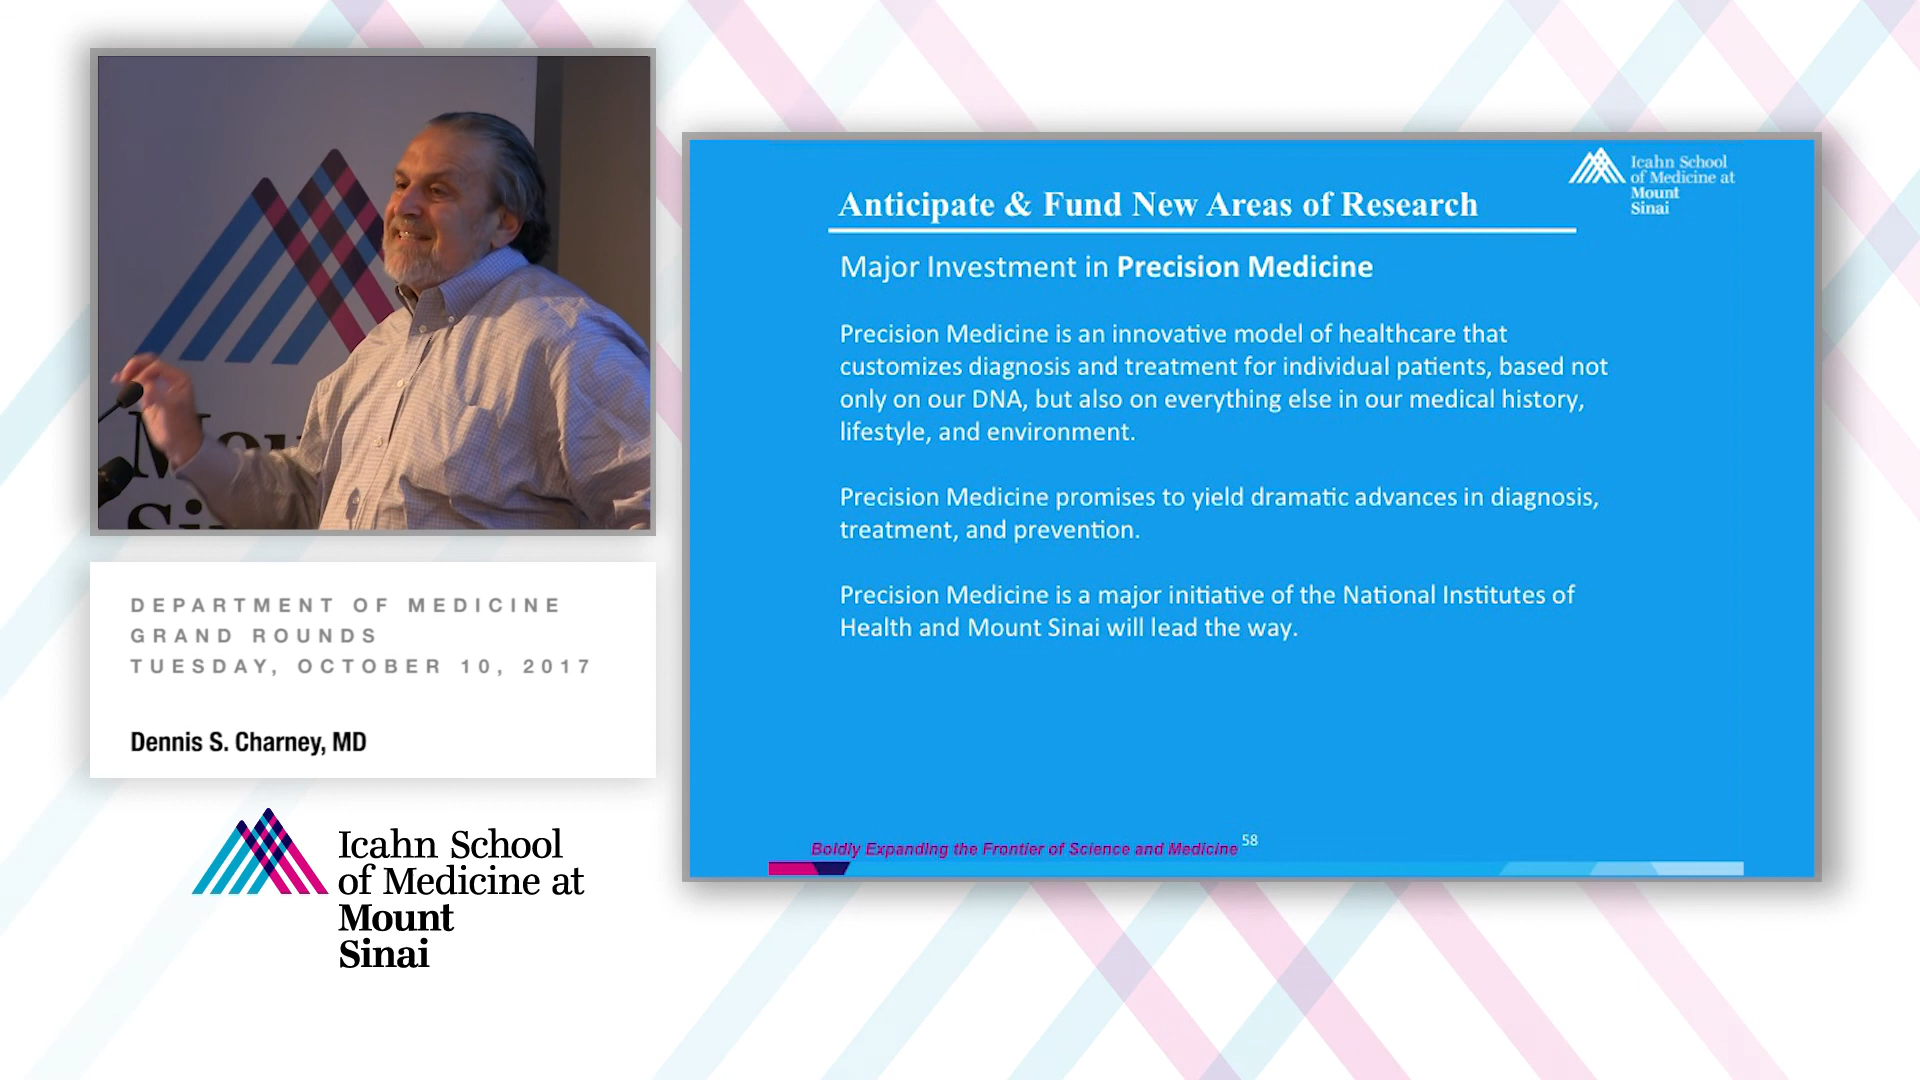 Mount
Sinai
DEPARTMENT OF MEDICINE
GRAND ROUNDS
TUESDAY, OCTOBER 10, 2017
Dennis S. Charney, MD
Icahn School
of Medicine at
Mount
Sinai
Icahn School
of Medicine at
Mount
Sinai
Anticipate & Fund New Areas of Research
Major Investment in Precision Medicine
Precision Medicine is an innovative model of healthcare that
customizes diagnosis and treatment for individual patients, based not
only on our DNA, but also on everything else in our medical history,
lifestyle, and environment.
Precision Medicine promises to yield dramatic advances in diagnosis,
treatment, and prevention.
Precision Medicine is a major initiative of the National Institutes of
Health and Mount Sinai will lead the way.
Boldly Expanding the Frontier of Science and Medicine
58